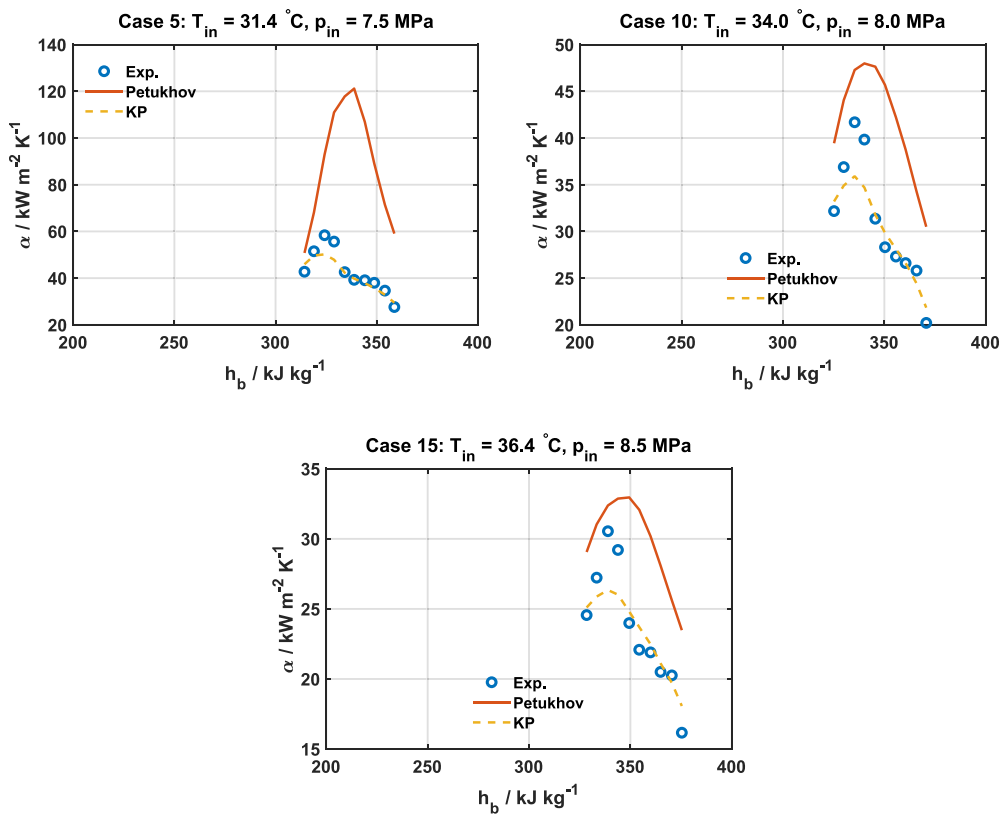 Case 5: T_in = 31.4 °C, p_in = 7.5 MPa
140
120
100
80
60
40
20
α / kW m⁻² K⁻¹
Exp.
Petukhov
KP
200 250 300 350 400
h_b / kJ kg⁻¹
Case 10: T_in = 34.0 °C, p_in = 8.0 MPa
50
45
40
35
30
25
20
α / kW m⁻² K⁻¹
Exp.
Petukhov
KP
200 250 300 350 400
h_b / kJ kg⁻¹
Case 15: T_in = 36.4 °C, p_in = 8.5 MPa
35
30
25
20
15
α / kW m⁻² K⁻¹
Exp.
Petukhov
KP
200 250 300 350 400
h_b / kJ kg⁻¹